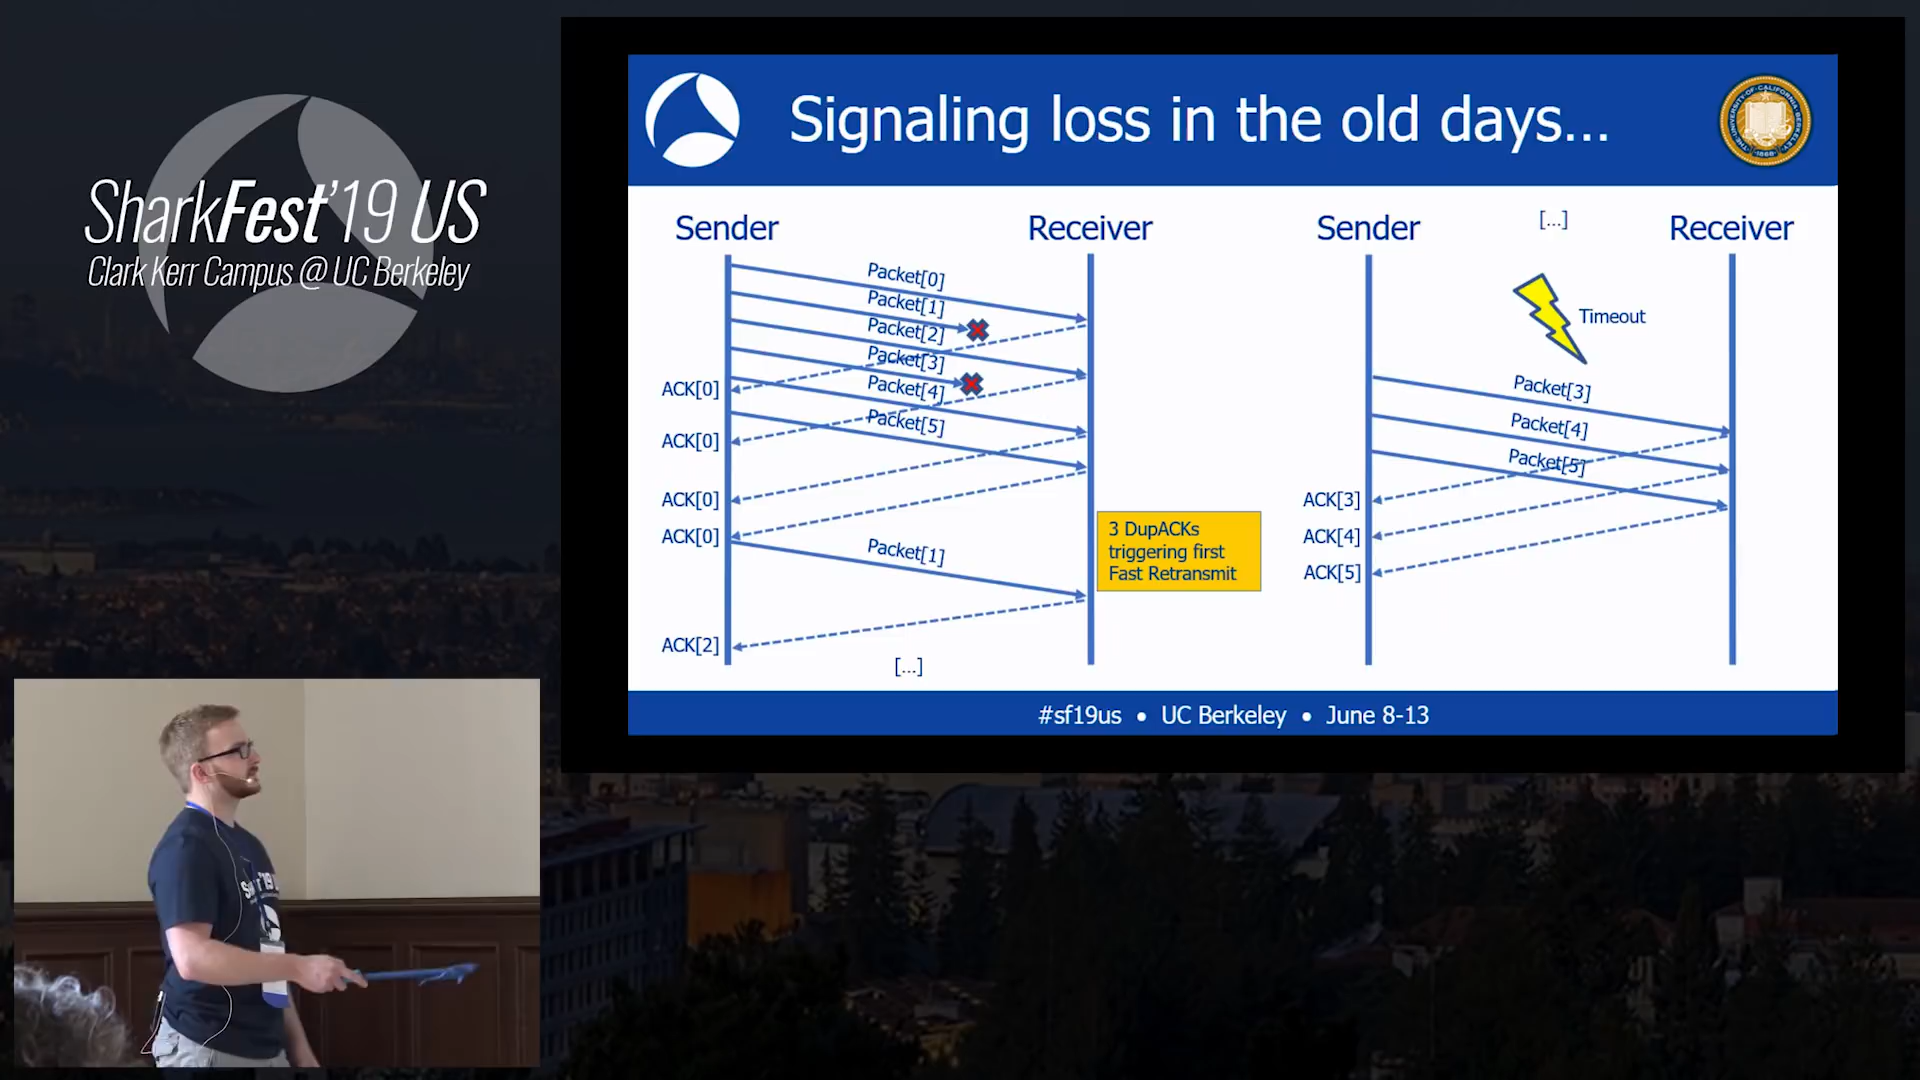 SharkFest'19 US
Clark Kerr Campus @ UC Berkeley
Signaling loss in the old days...
Sender
Receiver
Packet[0]
Packet[1]
Packet[2]
Packet[3]
Packet[4]
Packet[5]
ACK[0]
ACK[0]
ACK[0]
ACK[0]
Packet[1]
3 DupACKs
triggering first
Fast Retransmit
ACK[2]
[...]
Sender
[...]
Receiver
Timeout
Packet[3]
Packet[4]
Packet[5]
ACK[3]
ACK[4]
ACK[5]
#sf19us • UC Berkeley • June 8-13